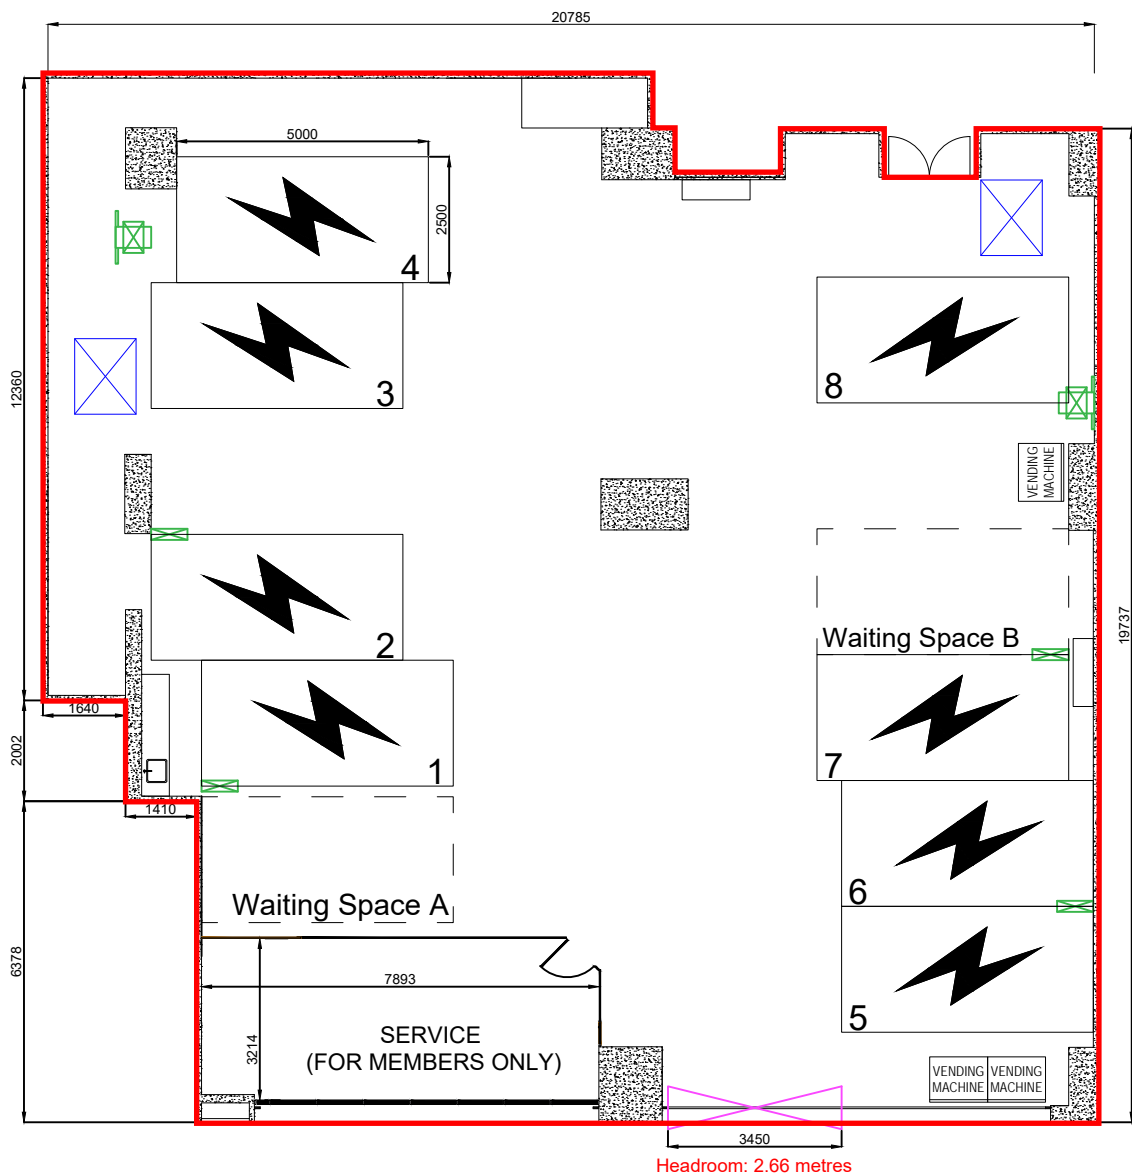 20785
5000
2500
4
3
8
12360
VENDING
MACHINE
19737
2
Waiting Space B
1640
2002
1
7
1410
6
Waiting Space A
6378
7893
5
3214
SERVICE
(FOR MEMBERS ONLY)
VENDING
MACHINE
VENDING
MACHINE
3450
Headroom: 2.66 metres